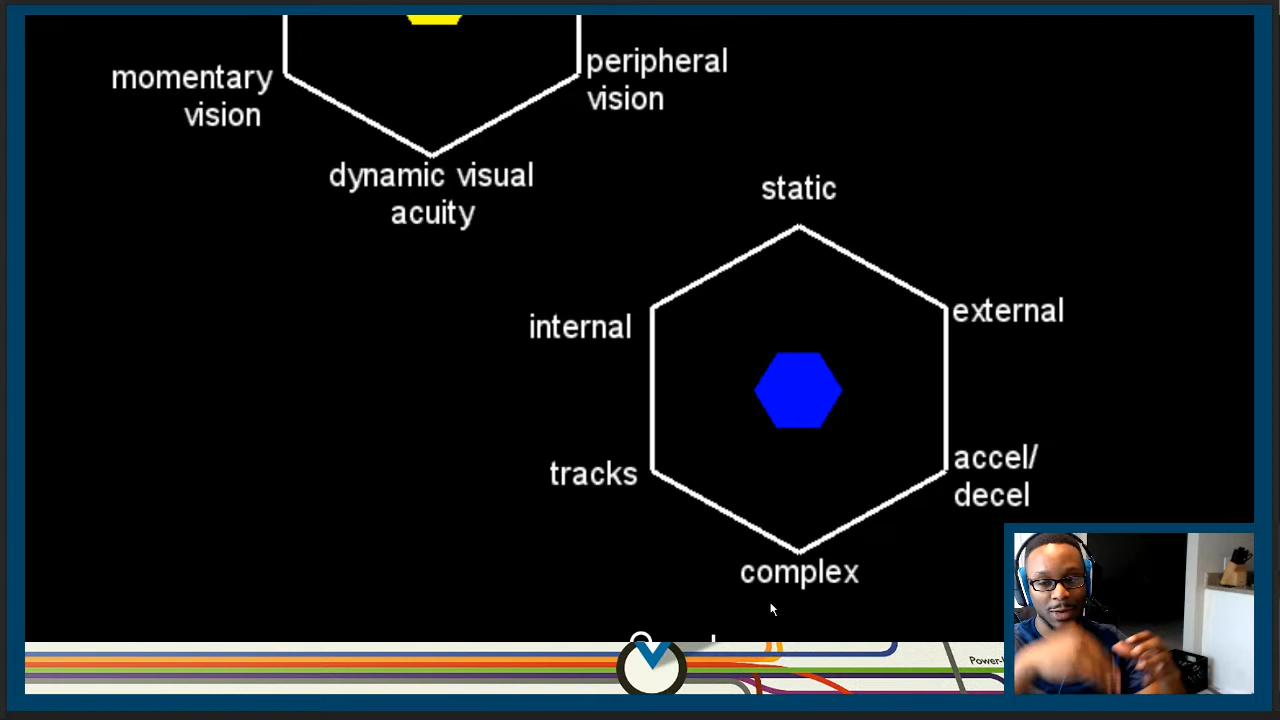 momentary
vision
peripheral
vision
dynamic visual
acuity
static
internal
external
tracks
accel/
decel
complex